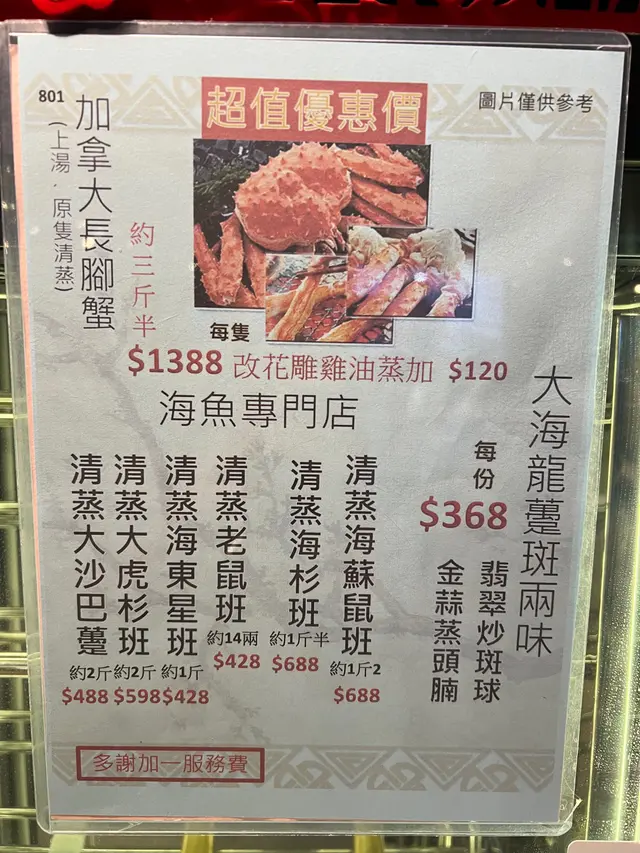 超值優惠價
圖片僅供參考
801
加拿大長腳蟹
(上湯．原隻清蒸)
約三斤半
每隻
$1388 改花雕雞油蒸加 $120
海魚專門店
大海龍躉斑兩味
每份
$368
翡翠炒斑球
金蒜蒸頭腩
清蒸海蘇鼠班
約1斤2
$688
清蒸海杉班
約1斤半
$688
清蒸老鼠班
約14兩
$428
清蒸海東星班
約1斤
$428
清蒸大虎杉班
約2斤
$598
清蒸大沙巴躉
約2斤
$488
多謝加一服務費